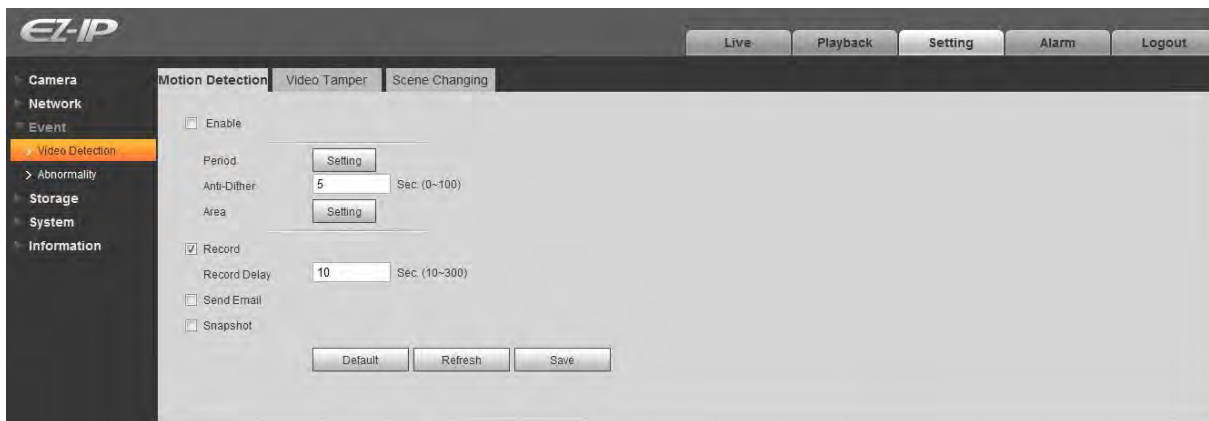 EZ-IP
Live Playback Setting Alarm Logout
Camera
Network
Event
Video Detection
Abnormality
Storage
System
Information
Motion Detection Video Tamper Scene Changing
Enable
Period Setting
Anti-Dither 5 Sec. (0~100)
Area Setting
Record
Record Delay 10 Sec. (10~300)
Send Email
Snapshot
Default Refresh Save